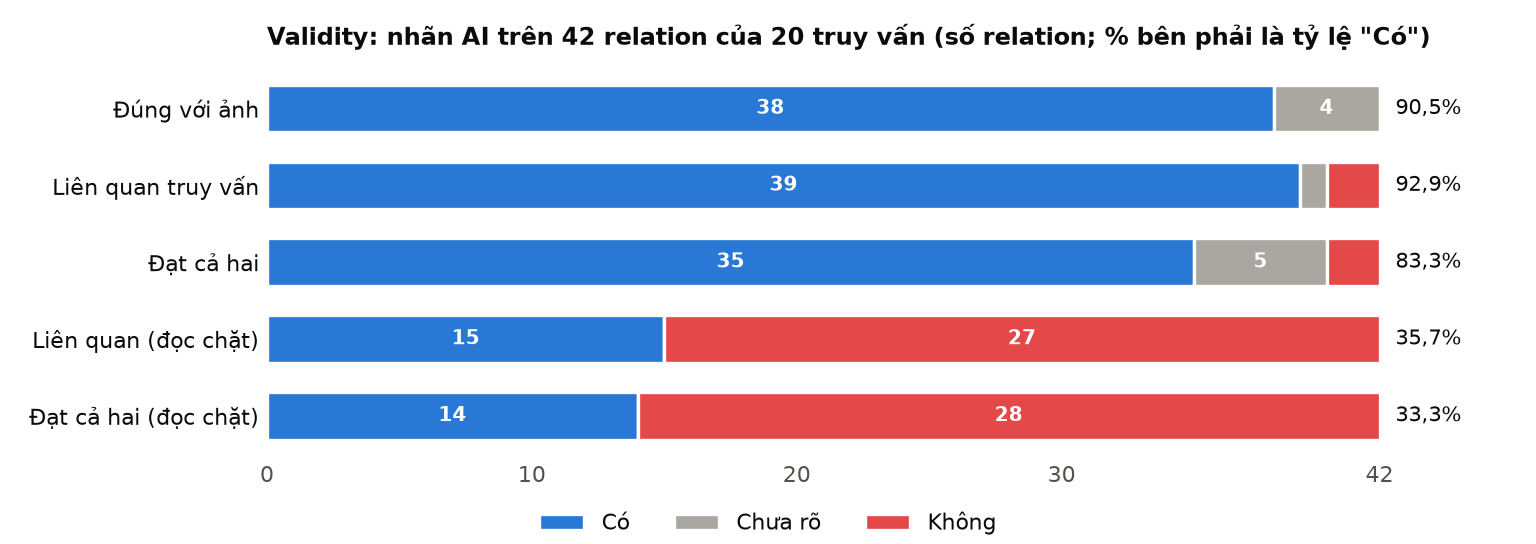 Validity: nhãn AI trên 42 relation của 20 truy vấn (số relation; % bên phải là tỷ lệ "Có")
Đúng với ảnh 38 4 90,5%
Liên quan truy vấn 39 92,9%
Đạt cả hai 35 5 83,3%
Liên quan (đọc chặt) 15 27 35,7%
Đạt cả hai (đọc chặt) 14 28 33,3%
0 10 20 30 42
Có Chưa rõ Không